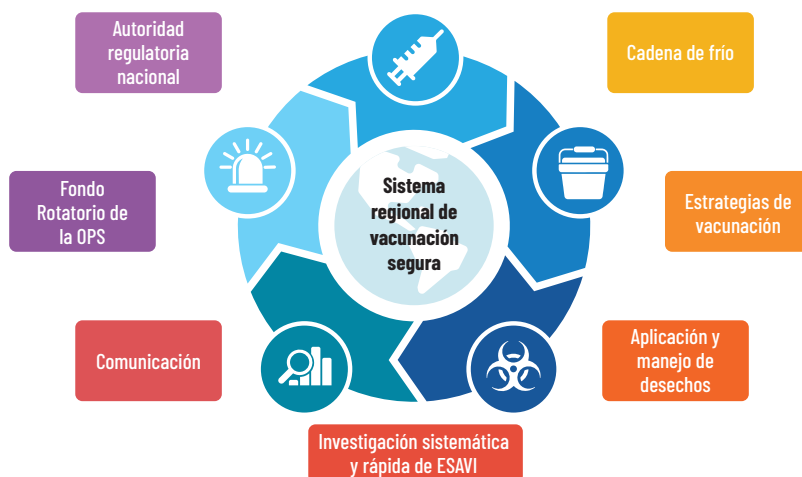 Autoridad
regulatoria
nacional
Cadena de frío
Fondo
Rotatorio de
la OPS
Sistema
regional de
vacunación
segura
Estrategias de
vacunación
Comunicación
Aplicación y
manejo de
desechos
Investigación sistemática
y rápida de ESAVI